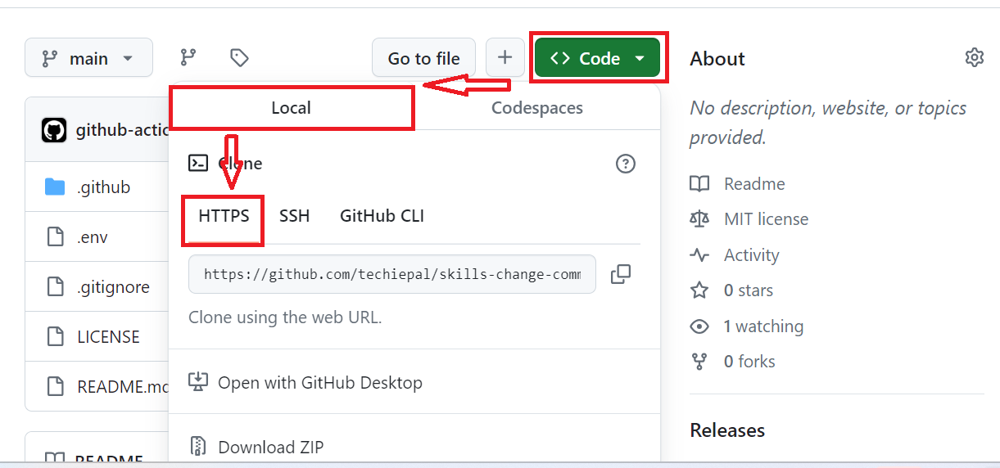 main
Go to file
Code
About
Local
Codespaces
No description, website, or topics
provided.
github-actio
Clone
Readme
.github
HTTPS
SSH
GitHub CLI
MIT license
.env
Activity
https://github.com/techiepal/skills-change-comm
.gitignore
0 stars
Clone using the web URL.
1 watching
LICENSE
0 forks
README.md
Open with GitHub Desktop
Releases
Download ZIP
README